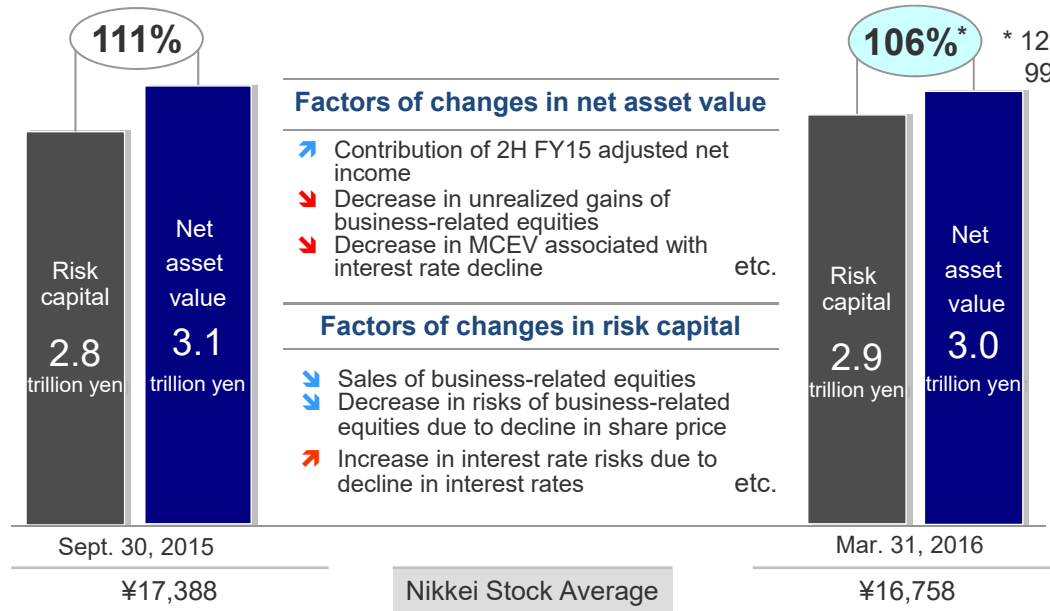 111%
Risk
capital
2.8
trillion yen
Net
asset
value
3.1
trillion yen
Sept. 30, 2015
¥17,388
Factors of changes in net asset value
Contribution of 2H FY15 adjusted net
income
Decrease in unrealized gains of
business-related equities
Decrease in MCEV associated with
interest rate decline etc.
Factors of changes in risk capital
Sales of business-related equities
Decrease in risks of business-related
equities due to decline in share price
Increase in interest rate risks due to
decline in interest rates etc.
Nikkei Stock Average
106%*
* 12
99
Risk
capital
2.9
trillion yen
Net
asset
value
3.0
trillion yen
Mar. 31, 2016
¥16,758